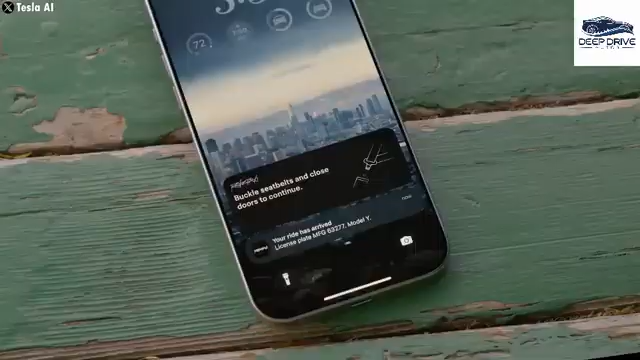 Tesla AI
DEEP DRIVE
72
Buckle seatbelts and close
doors to continue.
now
Your ride has arrived
License plate MFG 63277. Model Y.